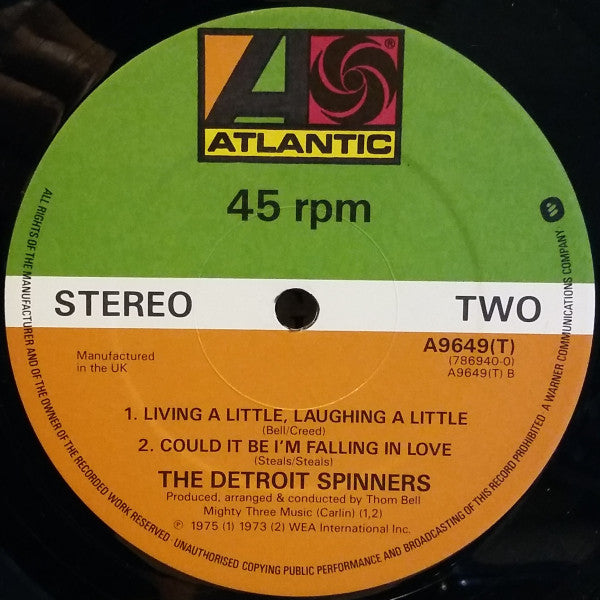 A
®
ATLANTIC
45 rpm
STEREO
TWO
Manufactured
in the UK
A9649(T)
(786940-0)
A9649(T) B
1. LIVING A LITTLE, LAUGHING A LITTLE
(Bell/Creed)
2. COULD IT BE I'M FALLING IN LOVE
(Steals/Steals)
THE DETROIT SPINNERS
Produced, arranged & conducted by Thom Bell
Mighty Three Music (Carlin) (1,2)
℗ 1975 (1) 1973 (2) WEA International Inc.
ALL RIGHTS OF THE MANUFACTURER AND OF THE OWNER OF THE RECORDED WORK RESERVED. UNAUTHORISED COPYING PUBLIC PERFORMANCE AND BROADCASTING OF THIS RECORD PROHIBITED A WARNER COMMUNICATIONS COMPANY